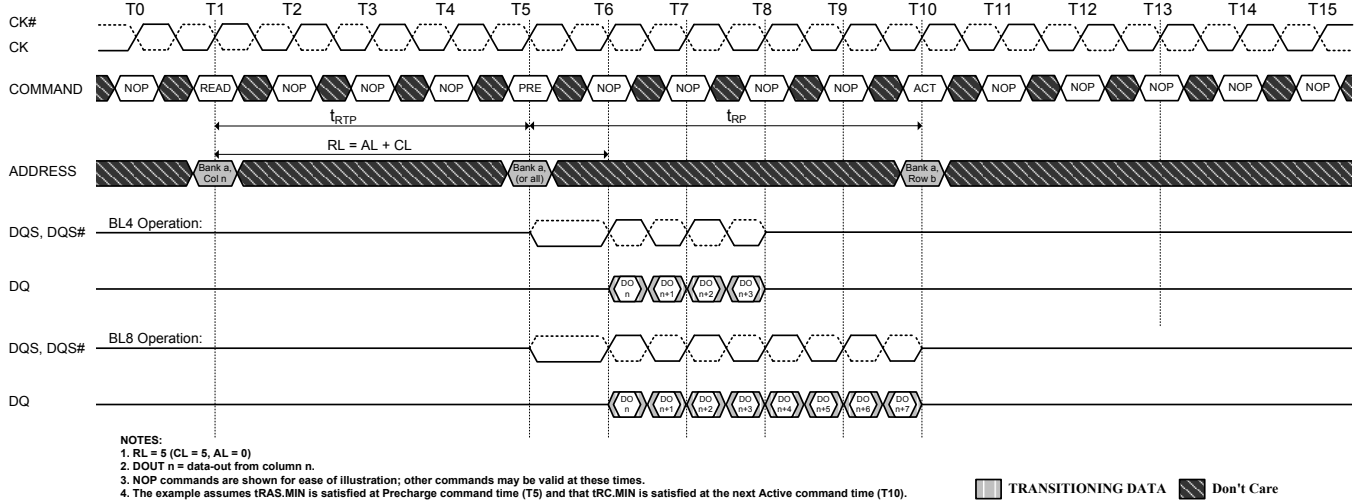 T0 T1 T2 T3 T4 T5 T6 T7 T8 T9 T10 T11 T12 T13 T14 T15
CK#
CK
COMMAND NOP READ NOP NOP NOP PRE NOP NOP NOP NOP ACT NOP NOP NOP NOP NOP
tRTP tRP
RL = AL + CL
ADDRESS Bank a, Col n Bank a, (or all) Bank a, Row b
BL4 Operation:
DQS, DQS#
DQ DO n DO n+1 DO n+2 DO n+3
BL8 Operation:
DQS, DQS#
DQ DO n DO n+1 DO n+2 DO n+3 DO n+4 DO n+5 DO n+6 DO n+7
NOTES:
1. RL = 5 (CL = 5, AL = 0)
2. DOUT n = data-out from column n.
3. NOP commands are shown for ease of illustration; other commands may be valid at these times.
4. The example assumes tRAS.MIN is satisfied at Precharge command time (T5) and that tRC.MIN is satisfied at the next Active command time (T10).
TRANSITIONING DATA Don't Care